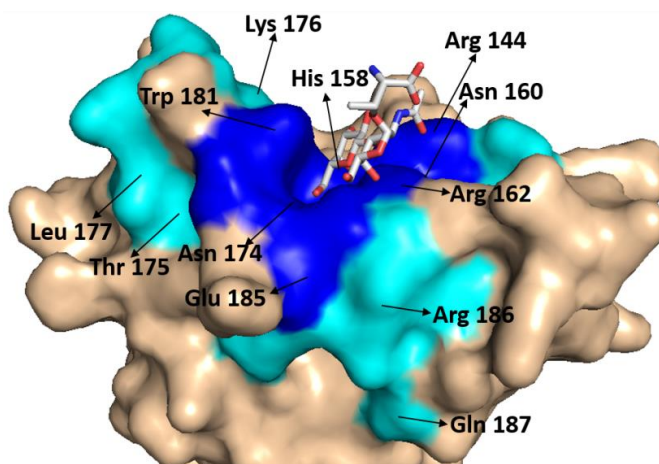 Lys 176
Arg 144
His 158
Asn 160
Trp 181
Arg 162
Leu 177
Asn 174
Thr 175
Glu 185
Arg 186
Gln 187